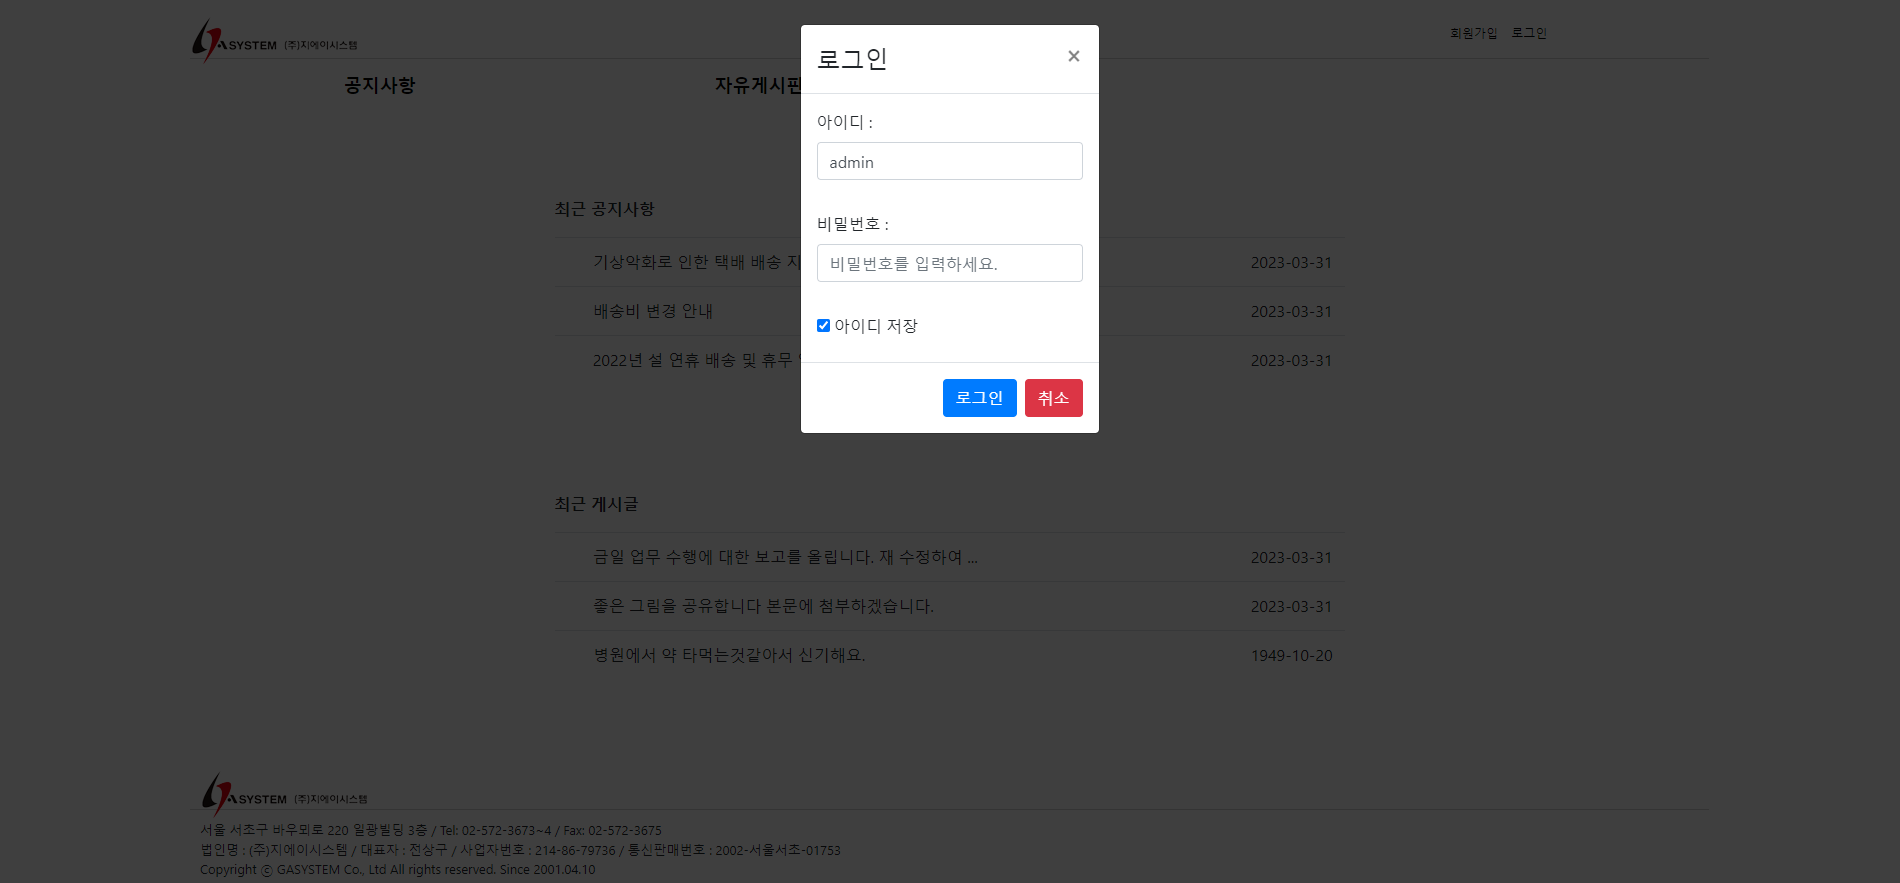 ASYSTEM (주)지에이시스템
회원가입 로그인
공지사항 자유게시판
로그인 ×
아이디 :
admin
비밀번호 :
비밀번호를 입력하세요.
아이디 저장
로그인 취소
최근 공지사항
기상악화로 인한 택배 배송 지 2023-03-31
배송비 변경 안내 2023-03-31
2022년 설 연휴 배송 및 휴무 2023-03-31
최근 게시글
금일 업무 수행에 대한 보고를 올립니다. 재 수정하여 ... 2023-03-31
좋은 그림을 공유합니다 본문에 첨부하겠습니다. 2023-03-31
병원에서 약 타먹는것같아서 신기해요. 1949-10-20
ASYSTEM (주)지에이시스템
서울 서초구 바우뫼로 220 일광빌딩 3층 / Tel: 02-572-3673~4 / Fax: 02-572-3675
법인명 : (주)지에이시스템 / 대표자 : 전상구 / 사업자번호 : 214-86-79736 / 통신판매번호 : 2002-서울서초-01753
Copyright ⓒ GASYSTEM Co., Ltd All rights reserved. Since 2001.04.10